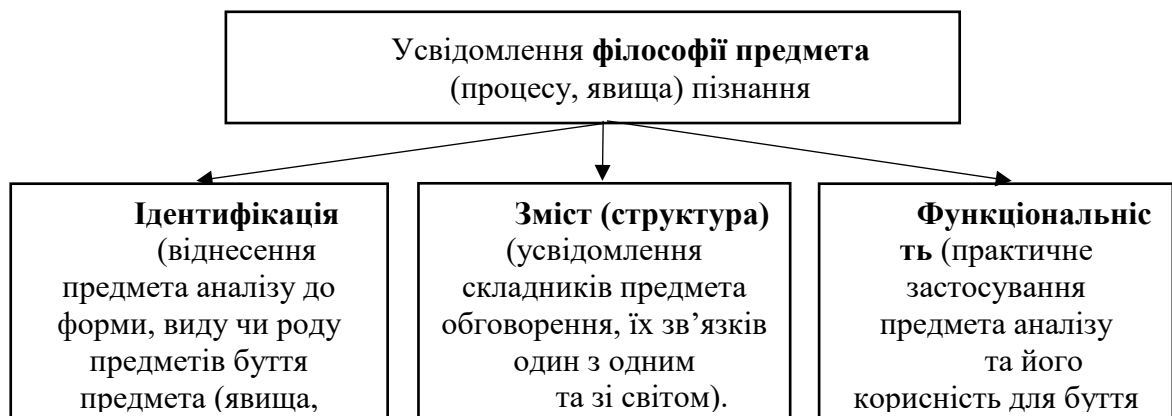 Усвідомлення філософії предмета
(процесу, явища) пізнання
Ідентифікація
(віднесення
предмета аналізу до
форми, виду чи роду
предметів буття
предмета (явища,
Зміст (структура)
(усвідомлення
складників предмета
обговорення, їх зв’язків
один з одним
та зі світом).
Функціональніс
ть (практичне
застосування
предмета аналізу
та його
корисність для буття